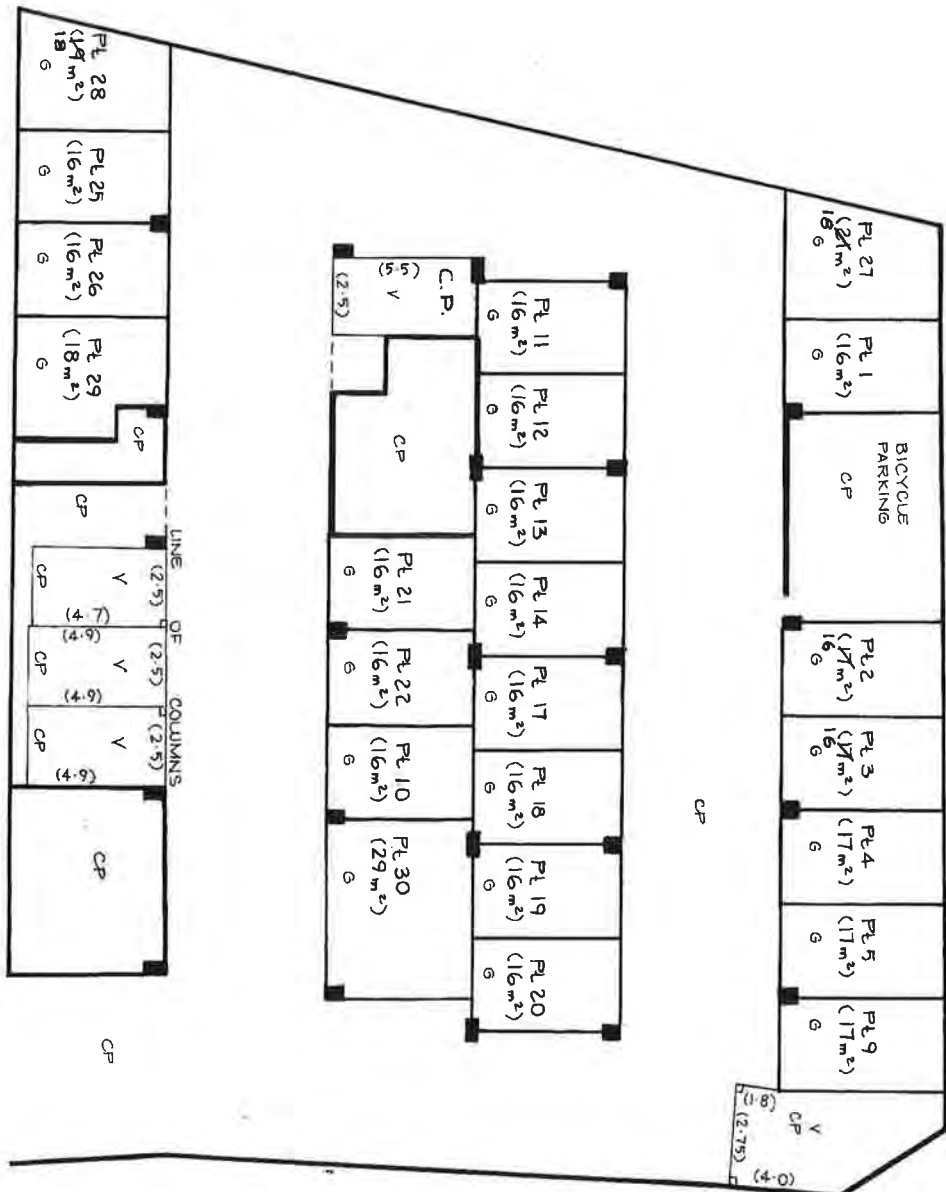 Pt 28
(19 m²)
18
G
Pt 25
(16 m²)
G
Pt 26
(16 m²)
G
Pt 29
(18 m²)
G
CP
CP
LINE OF COLUMNS
V
(2.5)
(4.7)
CP
(4.9)
V
(2.5)
CP
(4.9)
V
(2.5)
CP
(4.9)
CP
CP
C.P.
(5.5)
V
(2.5)
CP
Pt 21
(16 m²)
G
Pt 22
(16 m²)
G
Pt 10
(16 m²)
G
Pt 30
(29 m²)
G
Pt 11
(16 m²)
G
Pt 12
(16 m²)
G
Pt 13
(16 m²)
G
Pt 14
(16 m²)
G
Pt 17
(16 m²)
G
Pt 18
(16 m²)
G
Pt 19
(16 m²)
G
Pt 20
(16 m²)
G
CP
Pt 27
(21 m²)
18
G
Pt 1
(16 m²)
G
BICYCLE
PARKING
CP
Pt 2
(17 m²)
16
G
Pt 3
(17 m²)
16
G
Pt 4
(17 m²)
G
Pt 5
(17 m²)
G
Pt 9
(17 m²)
G
(1.8)
V
CP
(2.75)
(4.0)